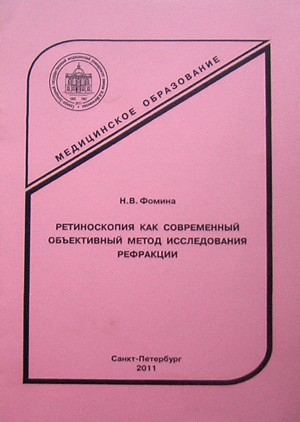 МЕДИЦИНСКОЕ ОБРАЗОВАНИЕ
Н.В. Фомина
РЕТИНОСКОПИЯ КАК СОВРЕМЕННЫЙ
ОБЪЕКТИВНЫЙ МЕТОД ИССЛЕДОВАНИЯ
РЕФРАКЦИИ
Санкт-Петербург
2011